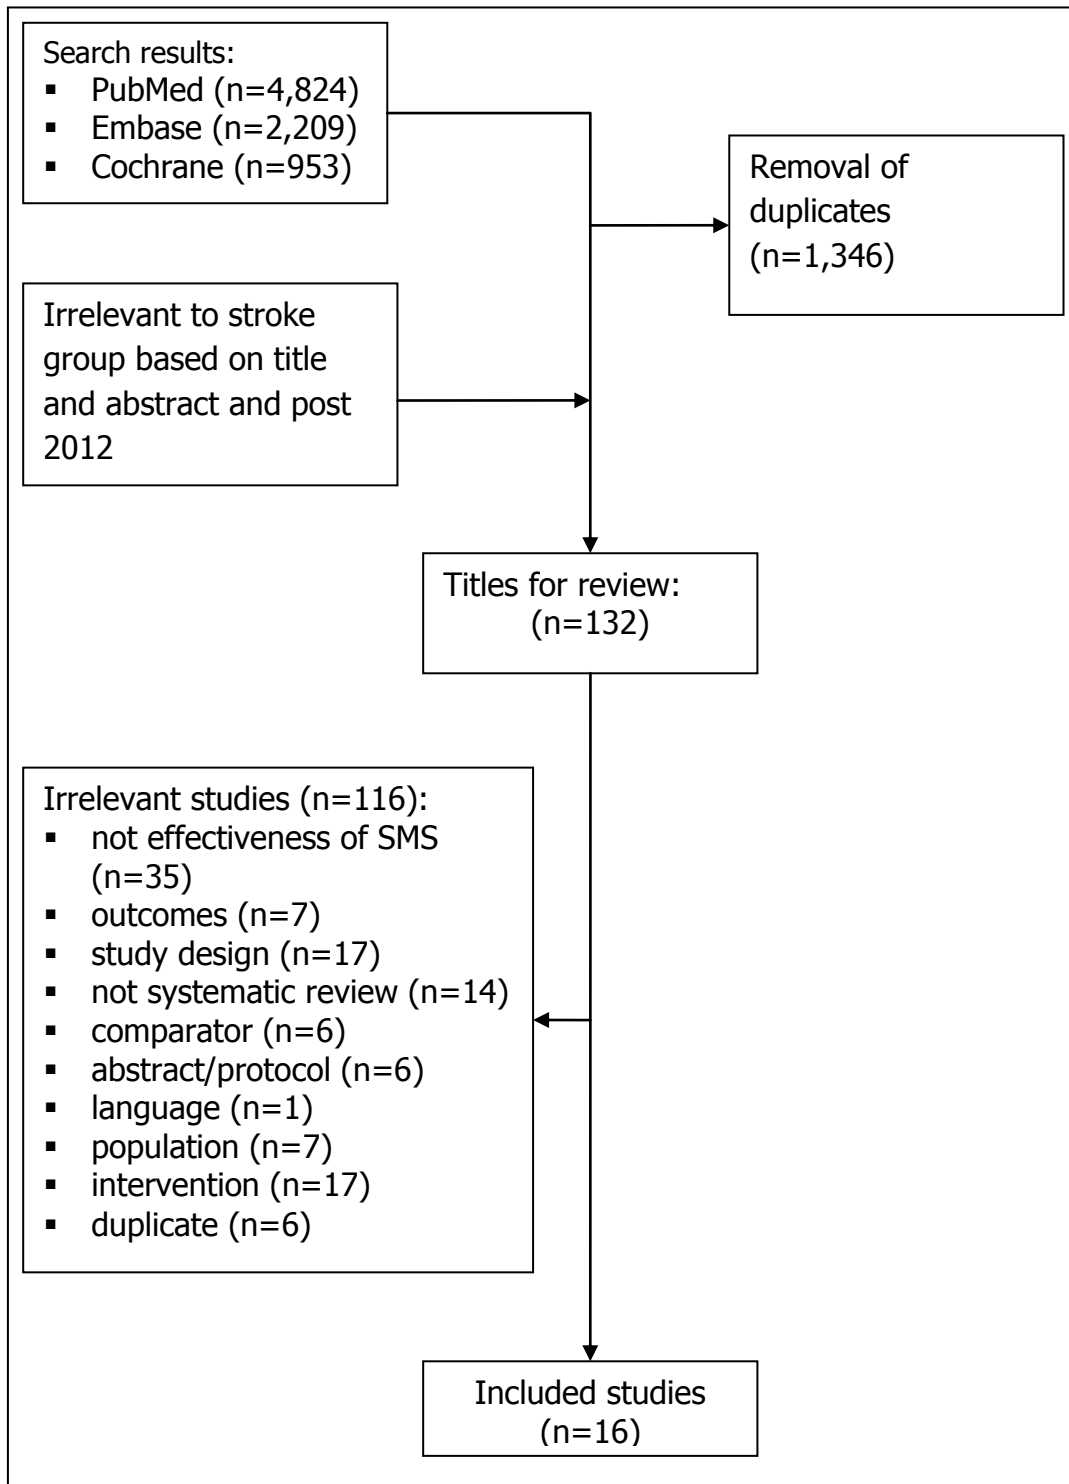 Search results:
▪ PubMed (n=4,824)
▪ Embase (n=2,209)
▪ Cochrane (n=953)
Removal of
duplicates
(n=1,346)
Irrelevant to stroke
group based on title
and abstract and post
2012
Titles for review:
(n=132)
Irrelevant studies (n=116):
▪ not effectiveness of SMS
(n=35)
▪ outcomes (n=7)
▪ study design (n=17)
▪ not systematic review (n=14)
▪ comparator (n=6)
▪ abstract/protocol (n=6)
▪ language (n=1)
▪ population (n=7)
▪ intervention (n=17)
▪ duplicate (n=6)
Included studies
(n=16)